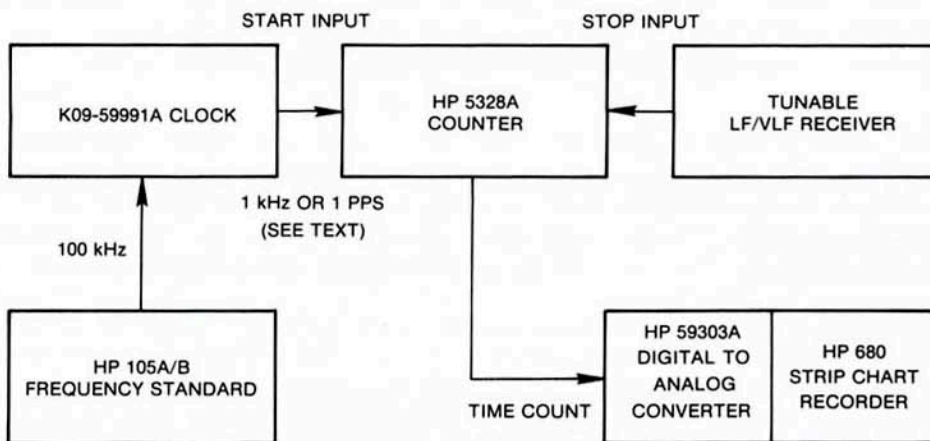 START INPUT
STOP INPUT
K09-59991A CLOCK
HP 5328A
COUNTER
TUNABLE
LF/VLF RECEIVER
1 kHz OR 1 PPS
(SEE TEXT)
100 kHz
HP 105A/B
FREQUENCY STANDARD
TIME COUNT
HP 59303A
DIGITAL TO
ANALOG
CONVERTER
HP 680
STRIP CHART
RECORDER